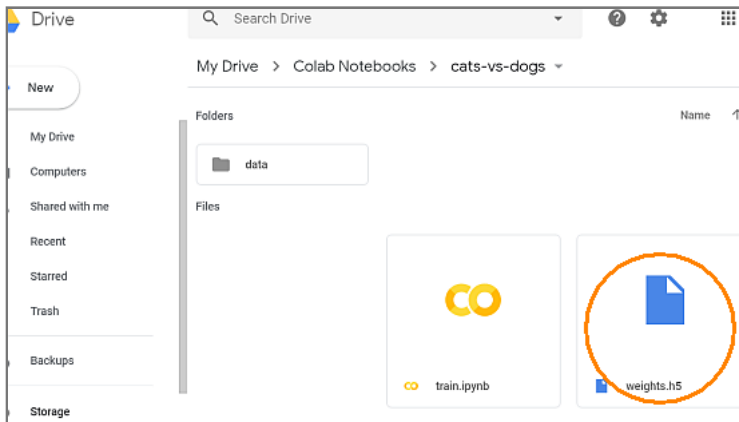 Drive
Search Drive
New
My Drive
Computers
Shared with me
Recent
Starred
Trash
Backups
Storage
My Drive > Colab Notebooks > cats-vs-dogs
Folders
Name
data
Files
train.ipynb
weights.h5